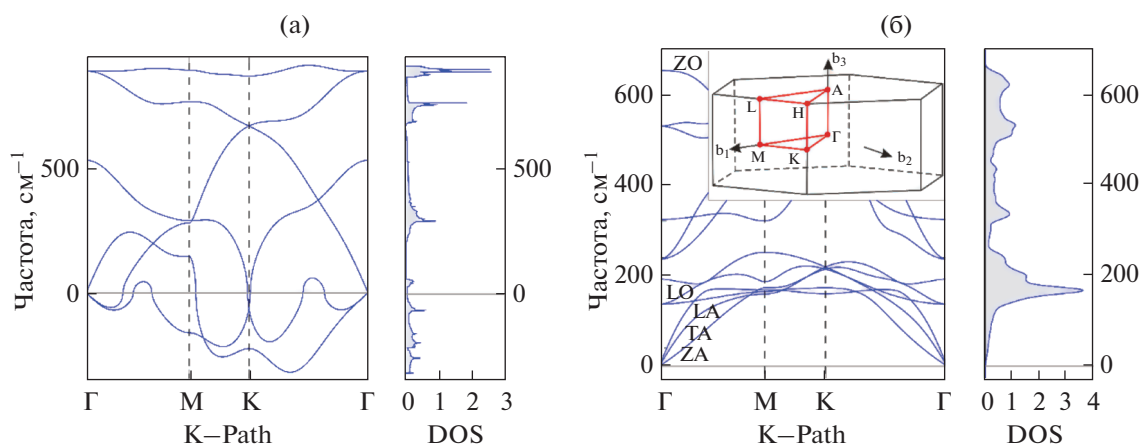 (а)
Частота, см⁻¹
500
0
Γ M K Γ
K–Path
500
0
0 1 2 3
DOS
(б)
Частота, см⁻¹
600
400
200
0
ZO
LO
LA
TA
ZA
b₃
A
L
H
Γ
b₁
M
K
b₂
Γ M K Γ
K–Path
600
400
200
0
0 1 2 3 4
DOS